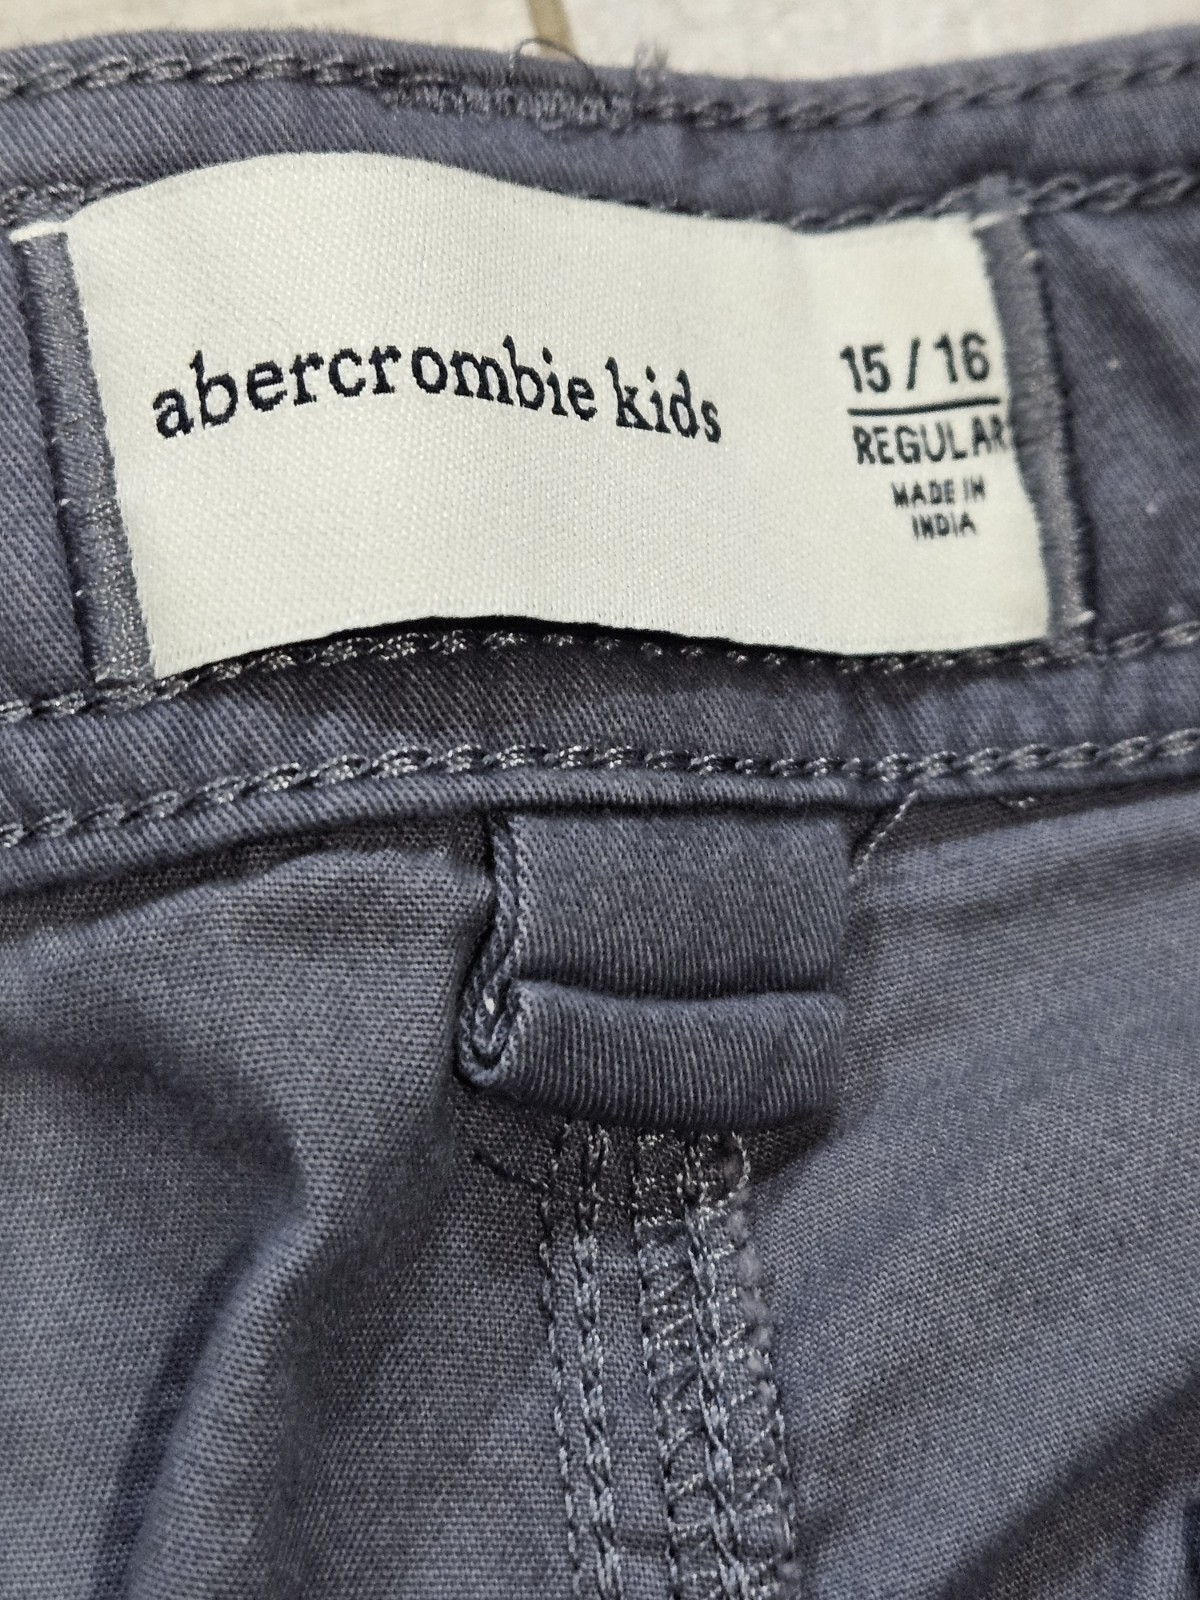 abercrombie kids
15 / 16
REGULAR
MADE IN
INDIA